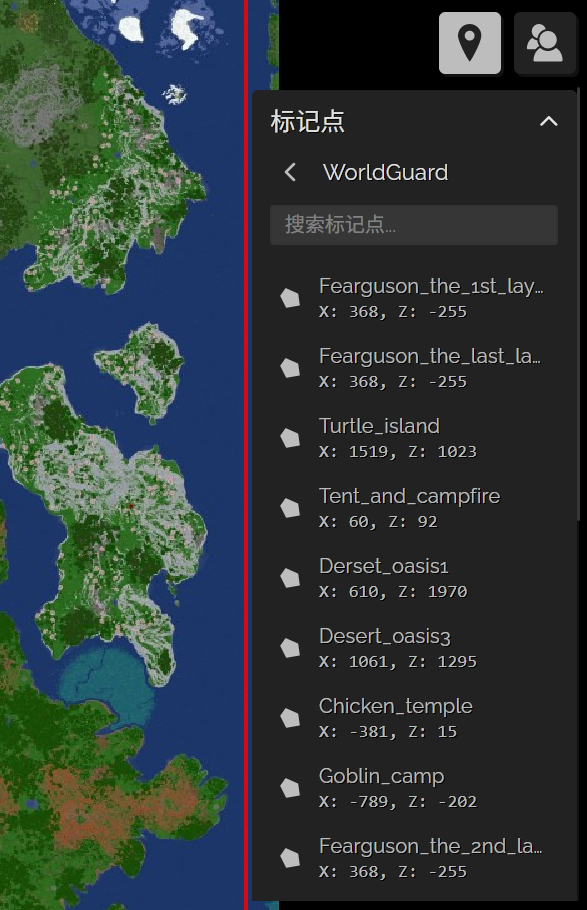 标记点
WorldGuard
搜索标记点...
Fearguson_the_1st_lay...
X: 368, Z: -255
Fearguson_the_last_la...
X: 368, Z: -255
Turtle_island
X: 1519, Z: 1023
Tent_and_campfire
X: 60, Z: 92
Derset_oasis1
X: 610, Z: 1970
Desert_oasis3
X: 1061, Z: 1295
Chicken_temple
X: -381, Z: 15
Goblin_camp
X: -789, Z: -202
Fearguson_the_2nd_la...
X: 368, Z: -255